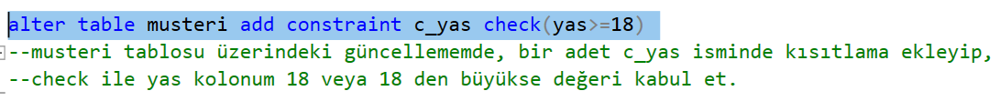 alter table musteri add constraint c_yas check(yas>=18)
--musteri tablosu üzerindeki güncellememde, bir adet c_yas isminde kısıtlama ekleyip,
--check ile yas kolonum 18 veya 18 den büyükse değeri kabul et.